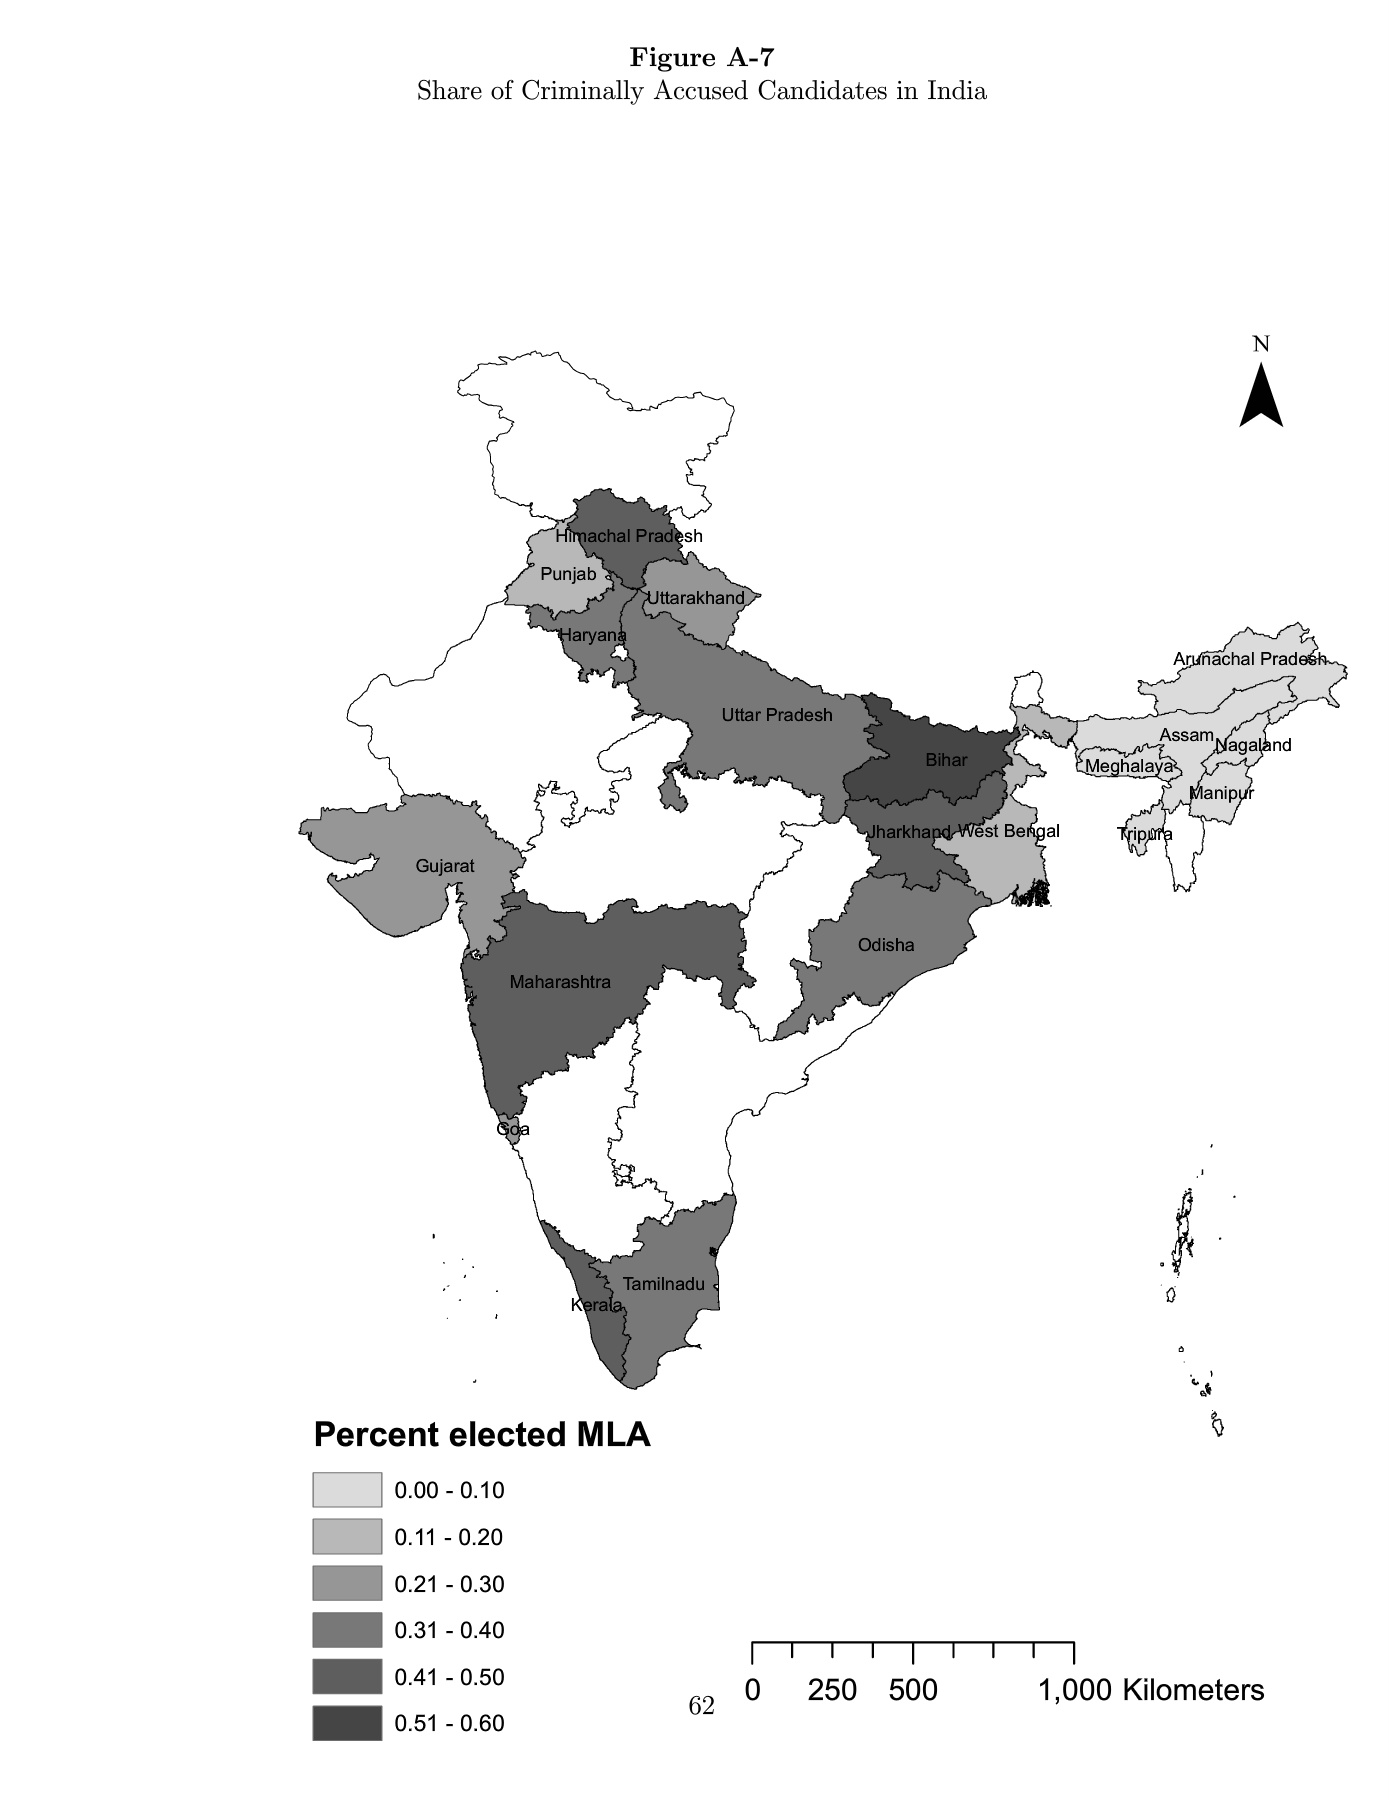 Figure A-7
Share of Criminally Accused Candidates in India
N
Himachal Pradesh
Punjab
Uttarakhand
Haryana
Arunachal Pradesh
Uttar Pradesh
Assam
Nagaland
Bihar
Meghalaya
Manipur
Jharkhand
West Bengal
Tripura
Gujarat
Odisha
Maharashtra
Goa
Tamilnadu
Kerala
Percent elected MLA
0.00 - 0.10
0.11 - 0.20
0.21 - 0.30
0.31 - 0.40
0.41 - 0.50
0.51 - 0.60
0 250 500 1,000 Kilometers
62